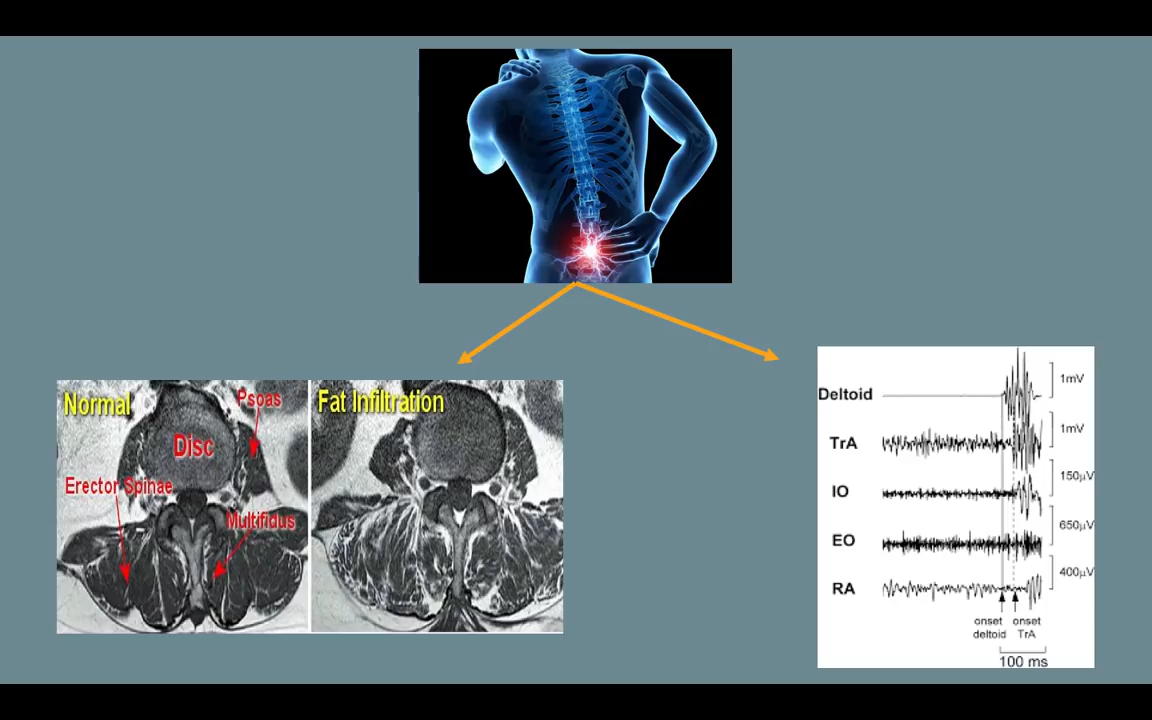 Normal
Psoas
Disc
Erector Spinae
Multifidus
Fat Infiltration
Deltoid
1mV
TrA
1mV
IO
150µV
EO
650µV
RA
400µV
onset
deltoid
onset
TrA
100 ms